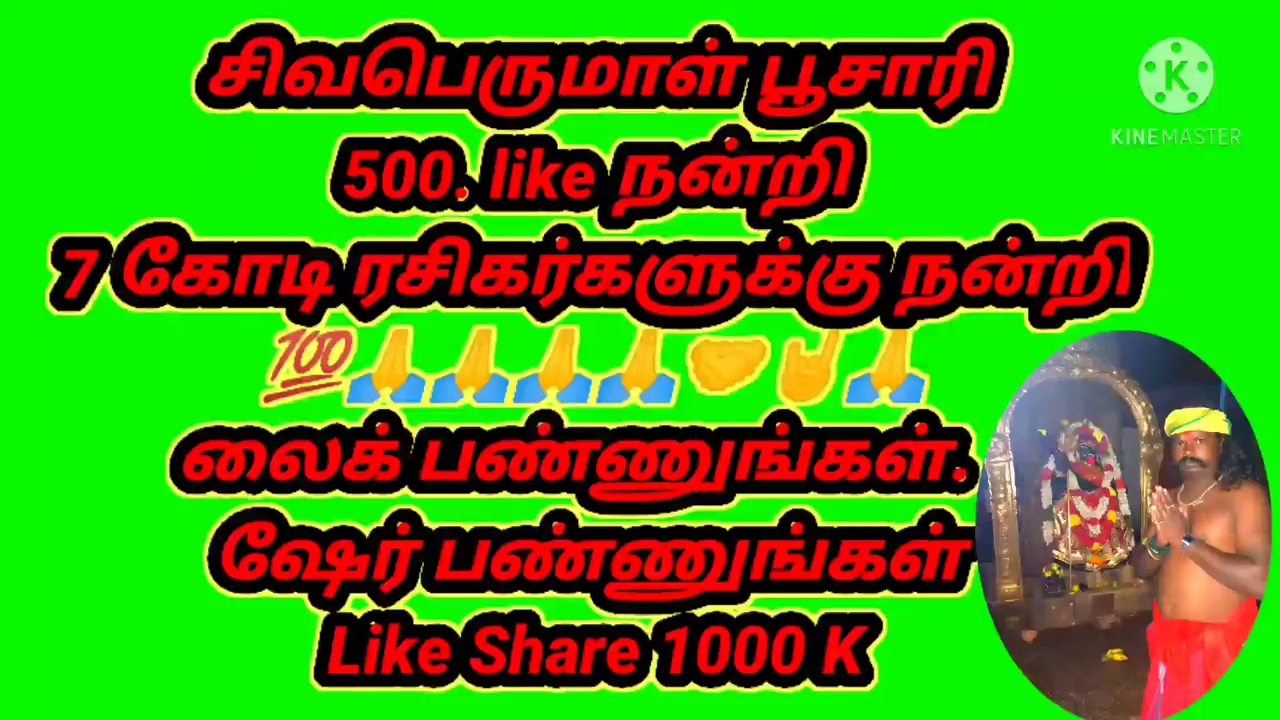 சிவபெருமாள் பூசாரி
500. like நன்றி
7 கோடி ரசிகர்களுக்கு நன்றி
💯🙏🙏🙏🙏🤝🤘🙏
லைக் பண்ணுங்கள்.
ஷேர் பண்ணுங்கள்
Like Share 1000 K
K
KINEMASTER